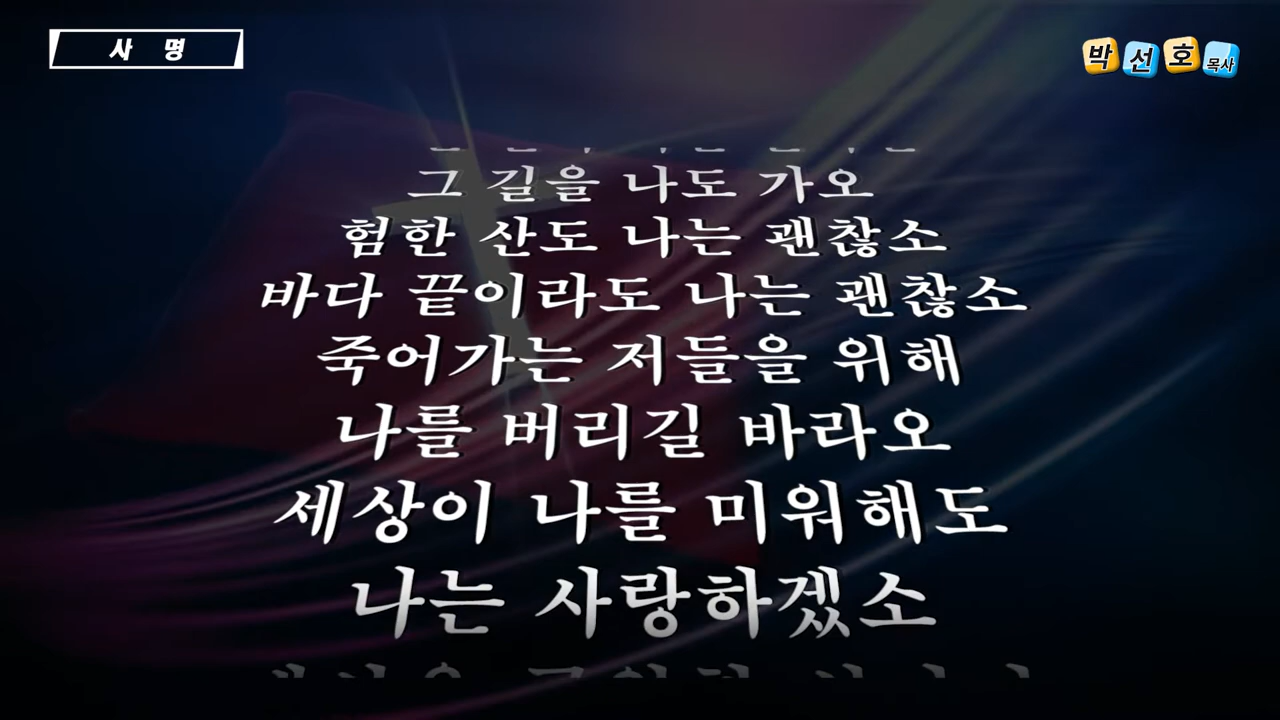 사 명
박선호 목사
그 길을 나도 가오
험한 산도 나는 괜찮소
바다 끝이라도 나는 괜찮소
죽어가는 저들을 위해
나를 버리길 바라오
세상이 나를 미워해도
나는 사랑하겠소